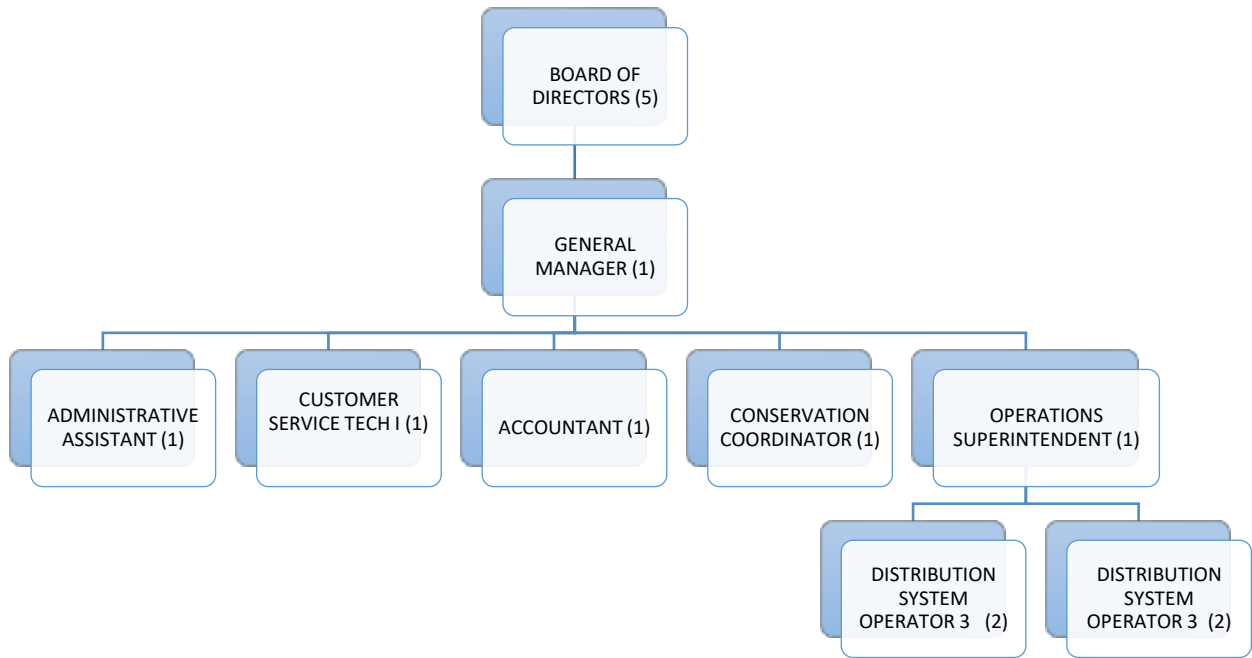 BOARD OF
DIRECTORS (5)
GENERAL
MANAGER (1)
ADMINISTRATIVE
ASSISTANT (1)
CUSTOMER
SERVICE TECH I (1)
ACCOUNTANT (1)
CONSERVATION
COORDINATOR (1)
OPERATIONS
SUPERINTENDENT (1)
DISTRIBUTION
SYSTEM
OPERATOR 3 (2)
DISTRIBUTION
SYSTEM
OPERATOR 3 (2)